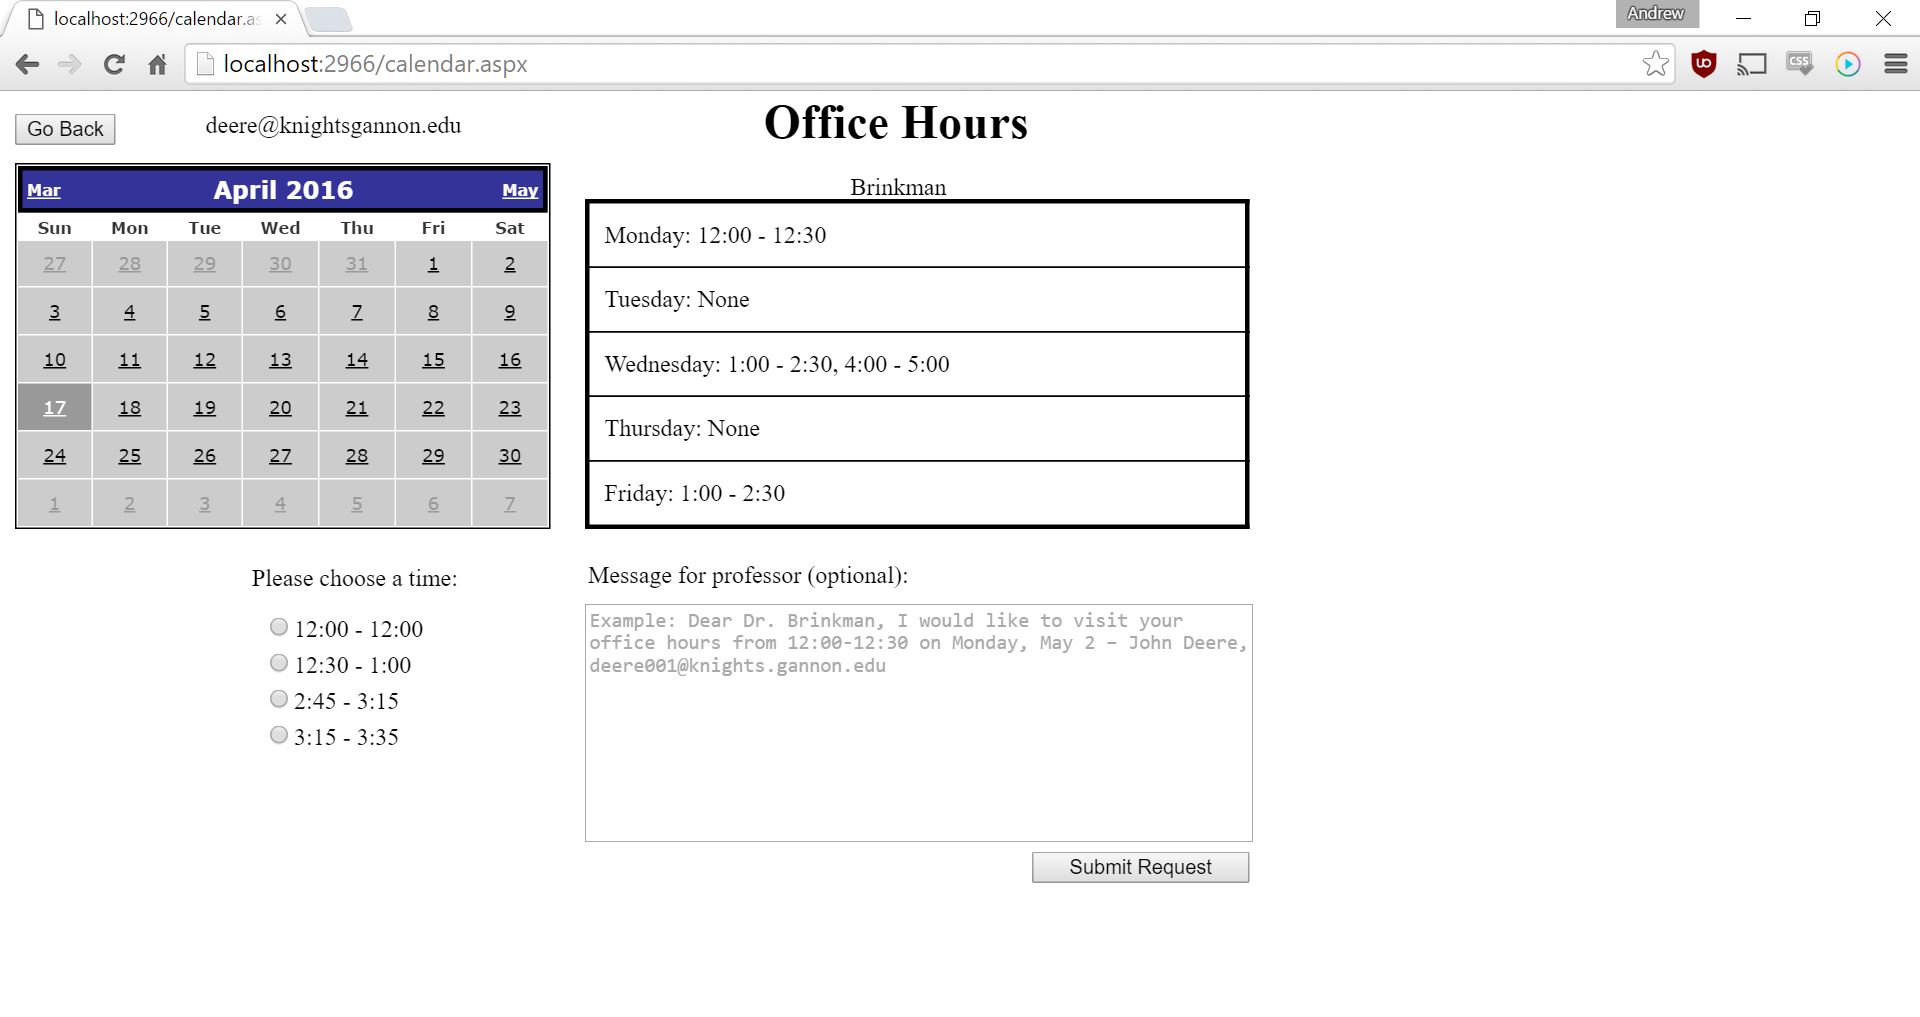 localhost:2966/calendar.as
Andrew
localhost:2966/calendar.aspx
CSS
Go Back
deere@knightsgannon.edu
Office Hours
Mar April 2016 May
Sun Mon Tue Wed Thu Fri Sat
27 28 29 30 31 1 2
3 4 5 6 7 8 9
10 11 12 13 14 15 16
17 18 19 20 21 22 23
24 25 26 27 28 29 30
1 2 3 4 5 6 7
Brinkman
Monday: 12:00 - 12:30
Tuesday: None
Wednesday: 1:00 - 2:30, 4:00 - 5:00
Thursday: None
Friday: 1:00 - 2:30
Please choose a time:
12:00 - 12:00
12:30 - 1:00
2:45 - 3:15
3:15 - 3:35
Message for professor (optional):
Example: Dear Dr. Brinkman, I would like to visit your
office hours from 12:00-12:30 on Monday, May 2 – John Deere,
deere001@knights.gannon.edu
Submit Request